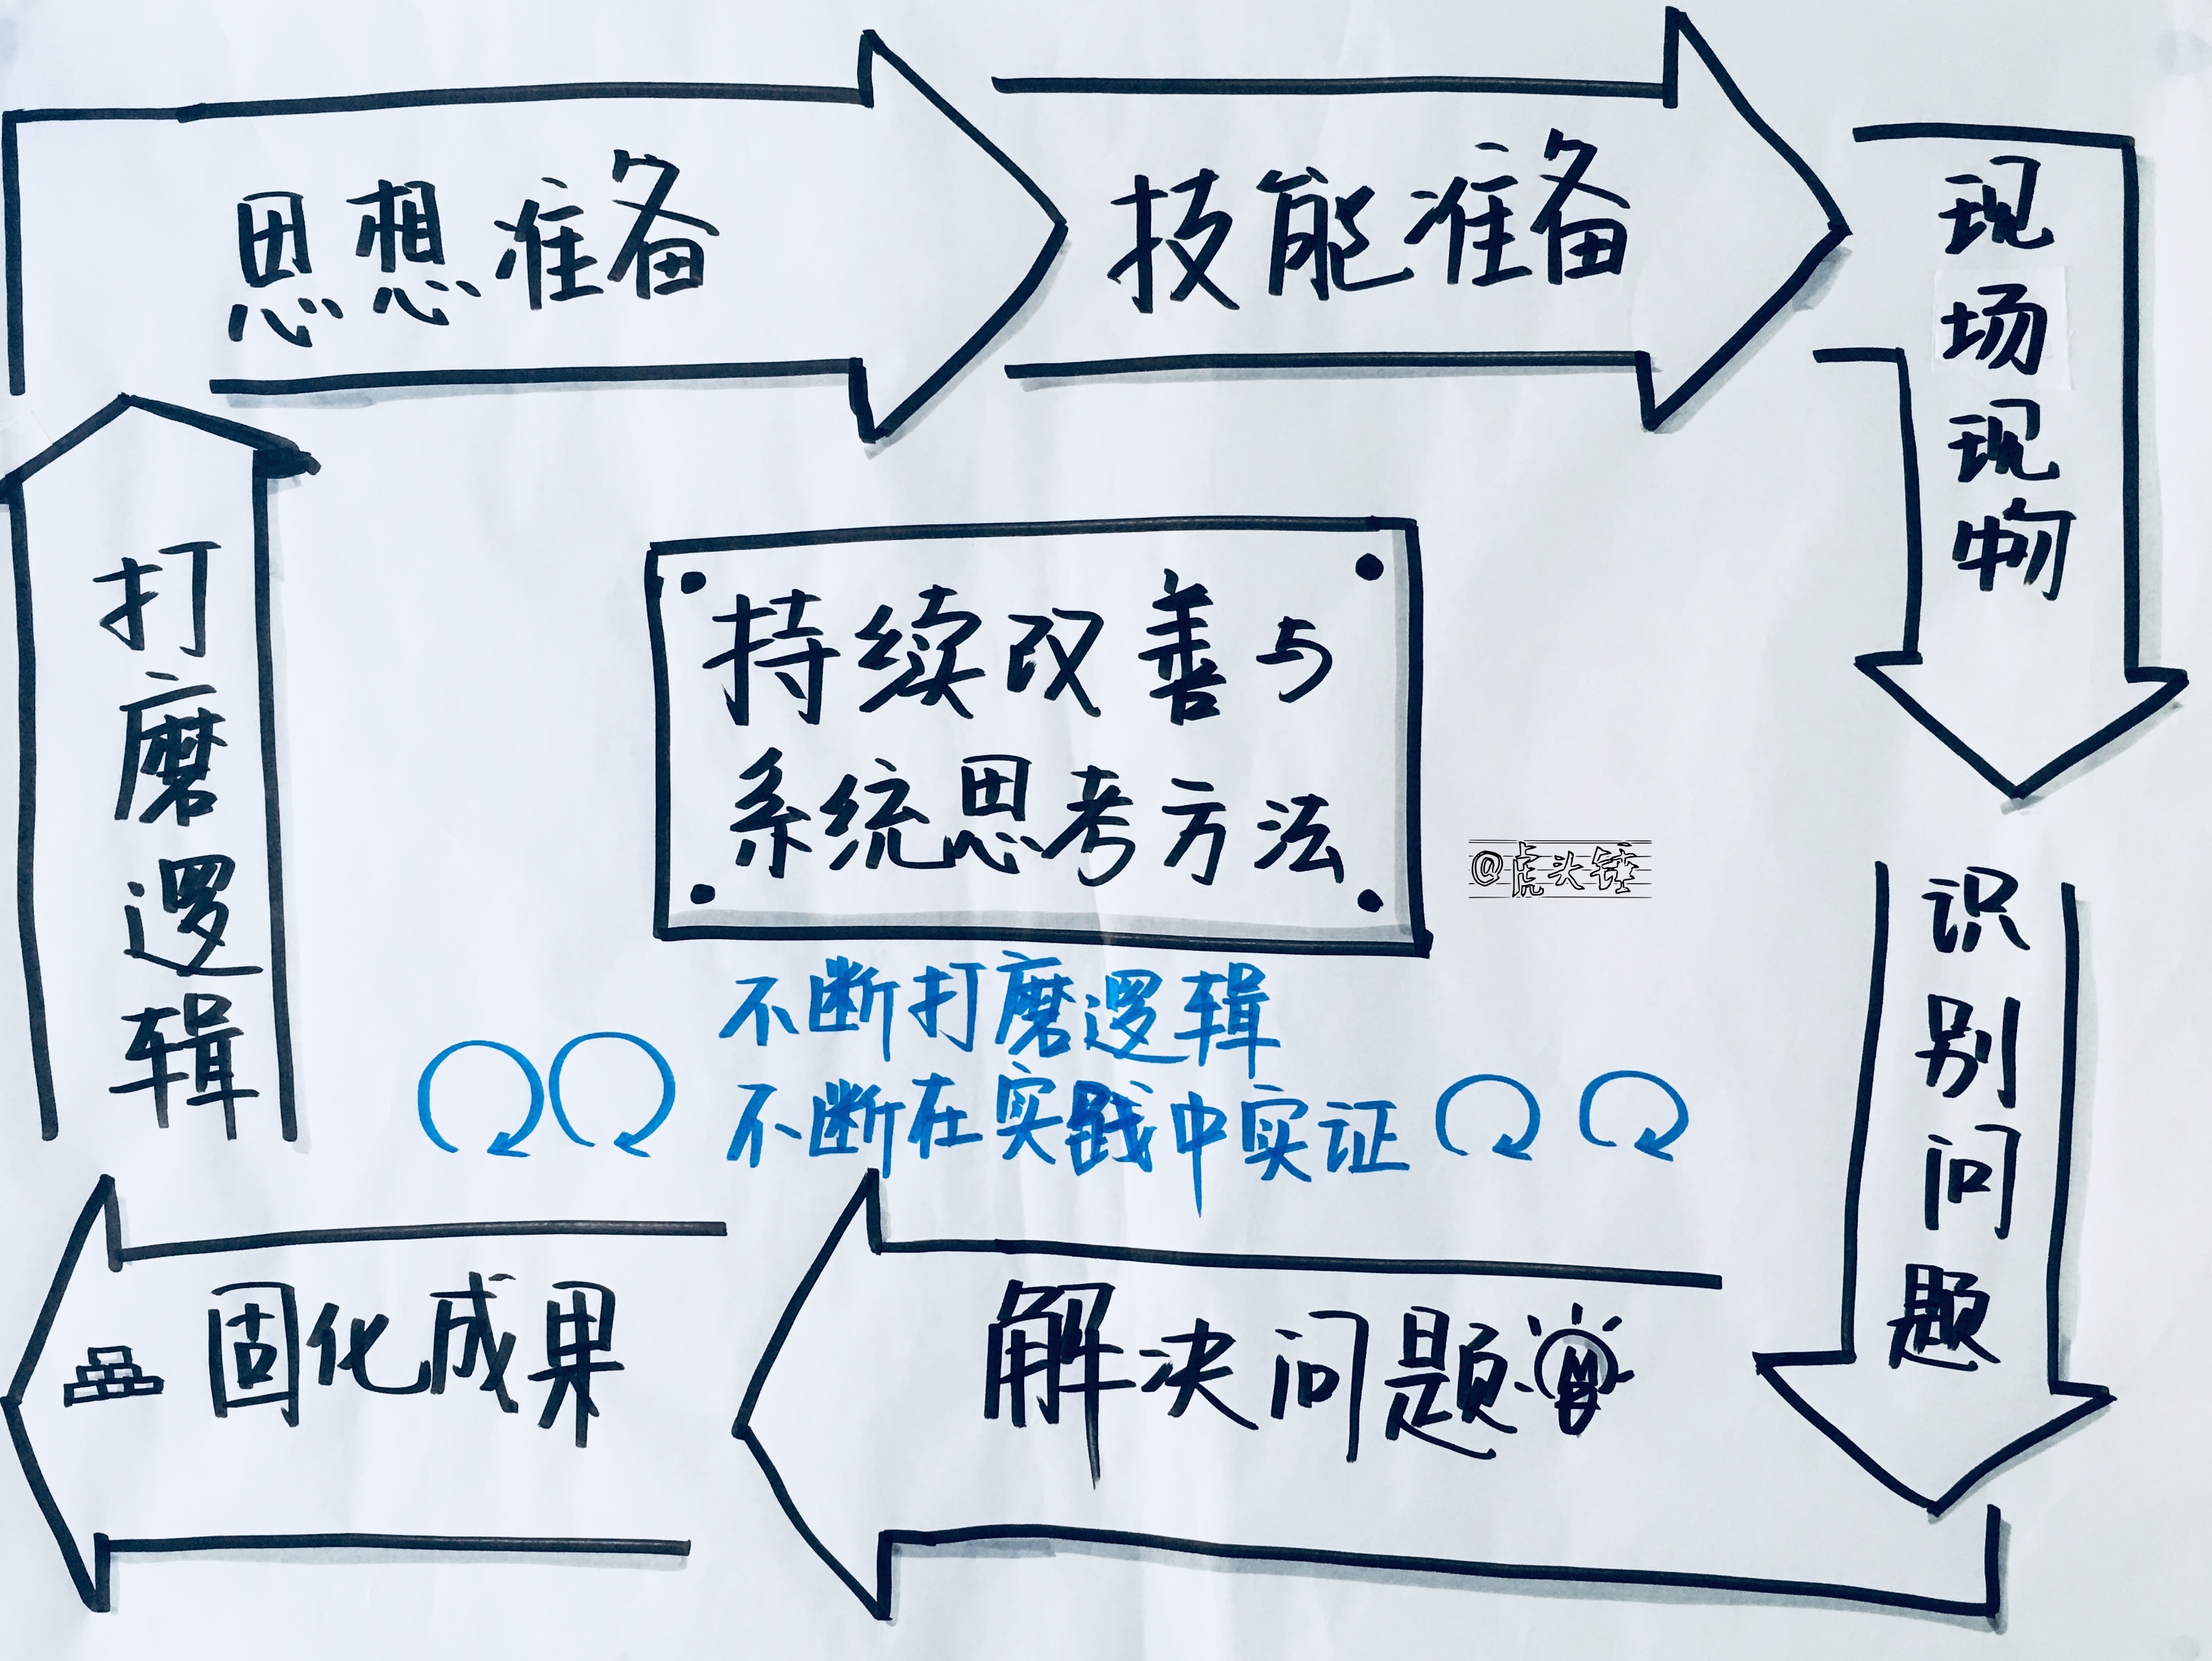 思想准备
技能准备
现场现物
识别问题
解决问题
固化成果
打磨逻辑
持续改善与
系统思考方法
@虎头锤
不断打磨逻辑
不断在实践中实证